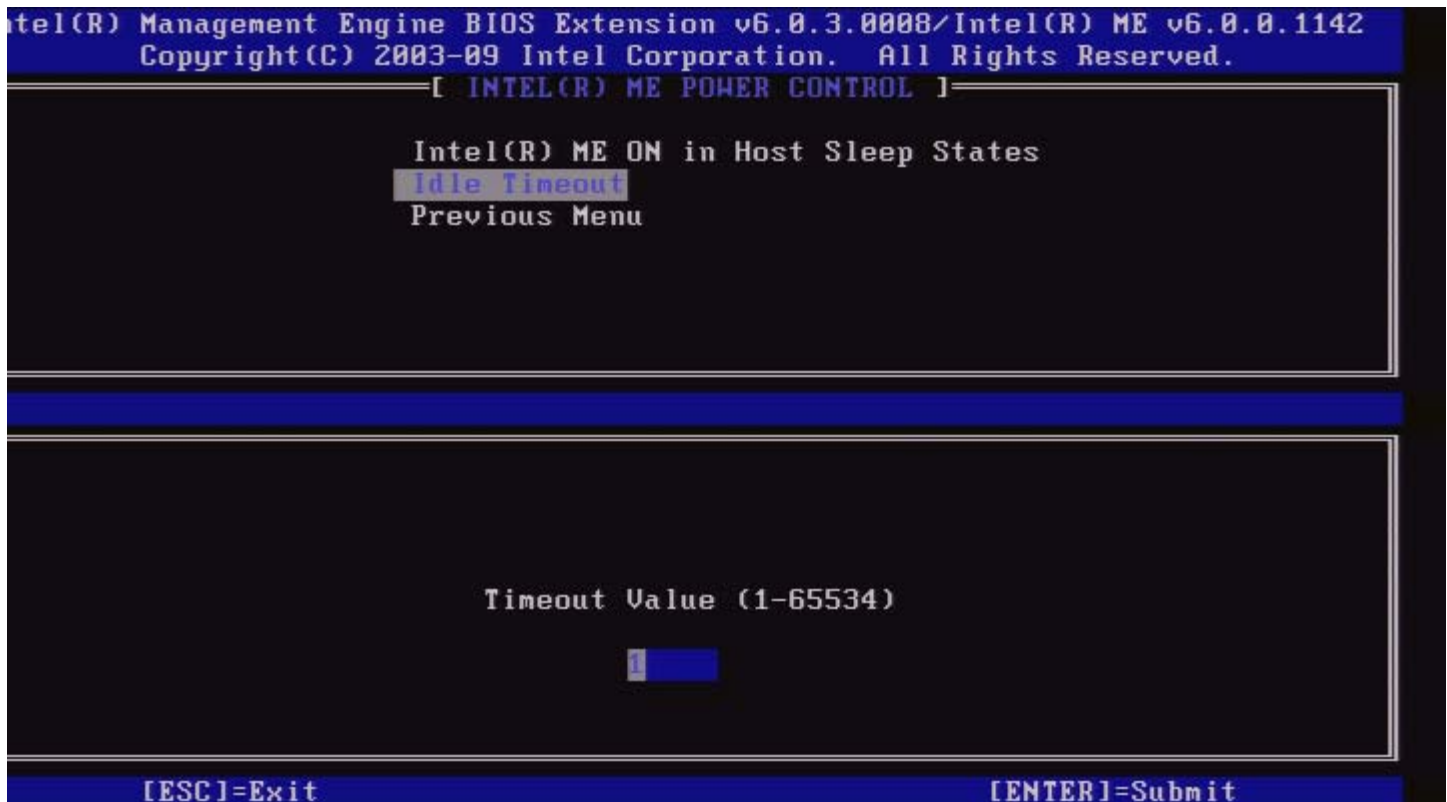 ntel(R) Management Engine BIOS Extension v6.0.3.0008/Intel(R) ME v6.0.0.1142
Copyright(C) 2003-09 Intel Corporation. All Rights Reserved.
[ INTEL(R) ME POWER CONTROL ]
Intel(R) ME ON in Host Sleep States
Idle Timeout
Previous Menu
Timeout Value (1-65534)
1
[ESC]=Exit [ENTER]=Submit